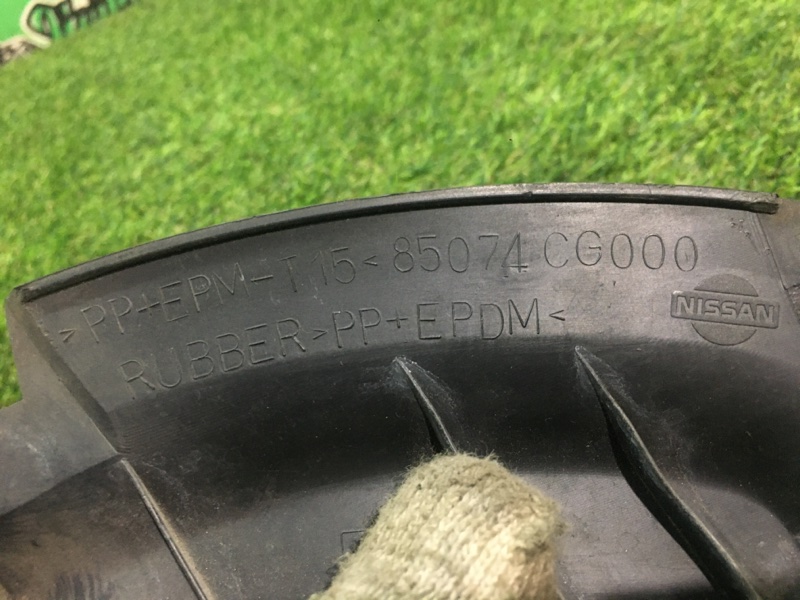 >PP+EPM-T15< 85074 CG000
RUBBER>PP+EPDM<
NISSAN